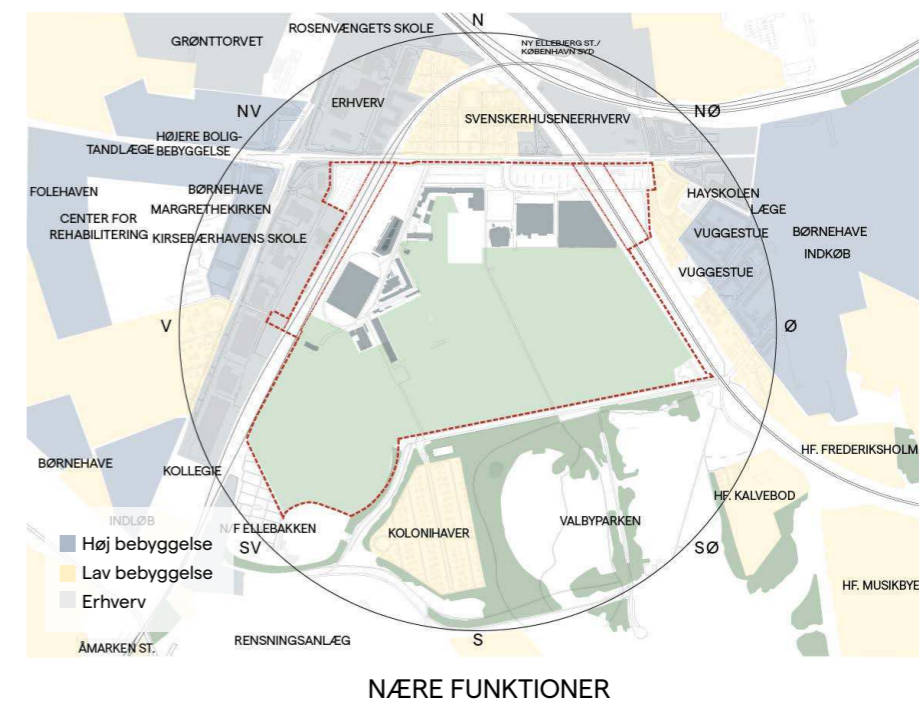 N
ROSENVÆNGETS SKOLE
GRØNTTORVET
NY ELLEBJERG ST./
KØBENHAVN SYD
ERHVERV
NV
NØ
SVENSKERHUSENEERHVERV
HØJERE BOLIG-
TANDLÆGE BEBYGGELSE
FOLEHAVEN
BØRNEHAVE
HAYSKOLEN
MARGRETHEKIRKEN
LÆGE
CENTER FOR
REHABILITERING
KIRSEBÆRHAVENS SKOLE
VUGGESTUE
BØRNEHAVE
INDKØB
VUGGESTUE
V
Ø
HF. FREDERIKSHOLM
BØRNEHAVE
KOLLEGIE
HF. KALVEBOD
INDLØB
N/F ELLEBAKKEN
KOLONIHAVER
VALBYPARKEN
SV
SØ
Høj bebyggelse
Lav bebyggelse
Erhverv
HF. MUSIKBYE
RENSNINGSANLÆG
S
ÅMARKEN ST.
NÆRE FUNKTIONER